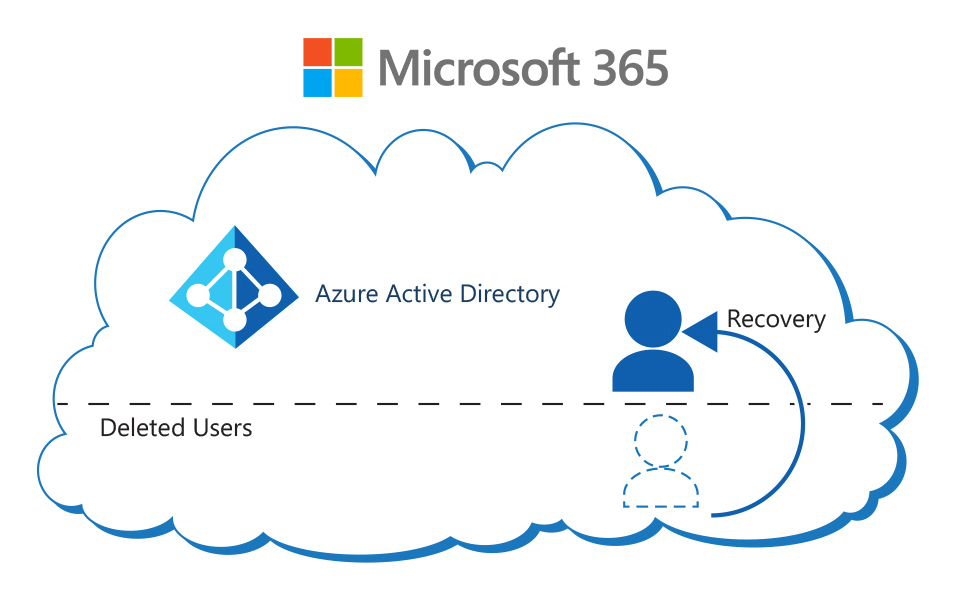 Microsoft 365
Azure Active Directory
Recovery
Deleted Users